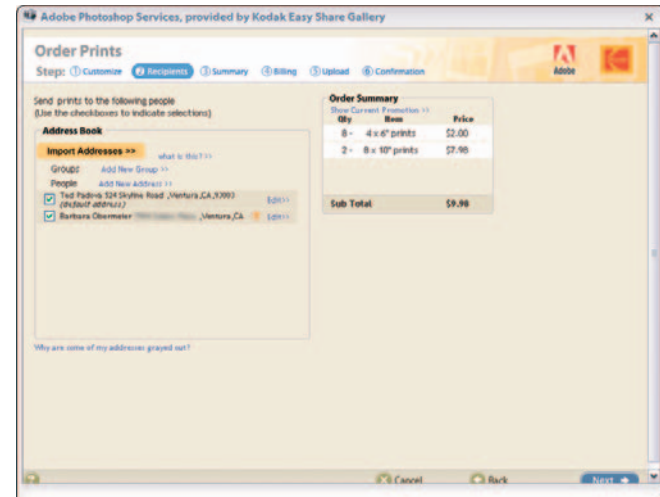 Adobe Photoshop Services, provided by Kodak Easy Share Gallery
Order Prints
Step: 1 Customize 2 Recipients 3 Summary 4 Billing 5 Upload 6 Confirmation
Adobe
Kodak
Send prints to the following people
(Use the checkboxes to indicate selections)
Address Book
Import Addresses >> what is this?>>
Groups Add New Group >>
People Add New Address >>
Ted Padova 524 Skyline Road ,Ventura,CA,93003 Edit>>
(default address)
Barbara Obermeier ,Ventura,CA Edit>>
Why are some of my addresses grayed out?
Order Summary
Show Current Promotion >>
Qty Item Price
8 - 4 x 6" prints $2.00
2 - 8 x 10" prints $7.98
Sub Total $9.98
Cancel Back Next